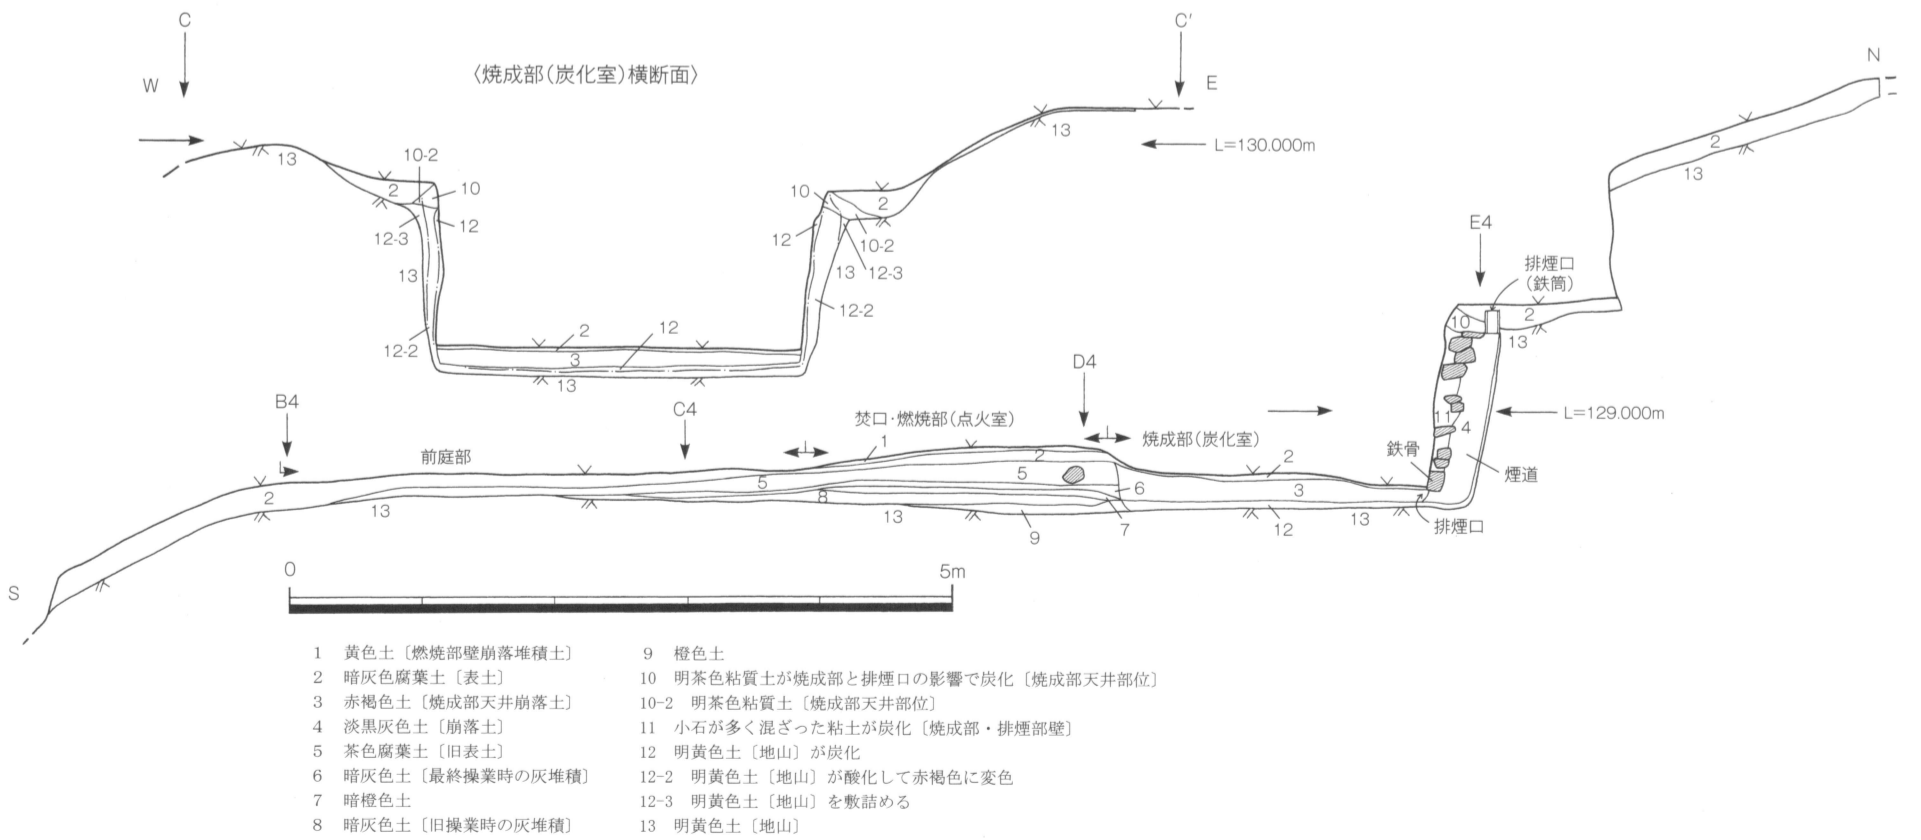 C
C′
W
〈焼成部(炭化室)横断面〉
E
N
13
10-2
10
2
12
12-3
13
12-2
2
12
3
13
10
2
12
10-2
13
12-3
12-2
13
L=130.000m
2
13
E4
排煙口
(鉄筒)
10
2
13
L=129.000m
11
4
鉄骨
煙道
排煙口
B4
C4
D4
前庭部
焚口・燃焼部(点火室)
焼成部(炭化室)
1
2
2
5
5
8
6
7
9
2
3
12
13
13
13
2
13
S
0
5m
1 黄色土〔燃焼部壁崩落堆積土〕
2 暗灰色腐葉土〔表土〕
3 赤褐色土〔焼成部天井崩落土〕
4 淡黒灰色土〔崩落土〕
5 茶色腐葉土〔旧表土〕
6 暗灰色土〔最終操業時の灰堆積〕
7 暗橙色土
8 暗灰色土〔旧操業時の灰堆積〕
9 橙色土
10 明茶色粘質土が焼成部と排煙口の影響で炭化〔焼成部天井部位〕
10-2 明茶色粘質土〔焼成部天井部位〕
11 小石が多く混ざった粘土が炭化〔焼成部・排煙部壁〕
12 明黄色土〔地山〕が炭化
12-2 明黄色土〔地山〕が酸化して赤褐色に変色
12-3 明黄色土〔地山〕を敷詰める
13 明黄色土〔地山〕